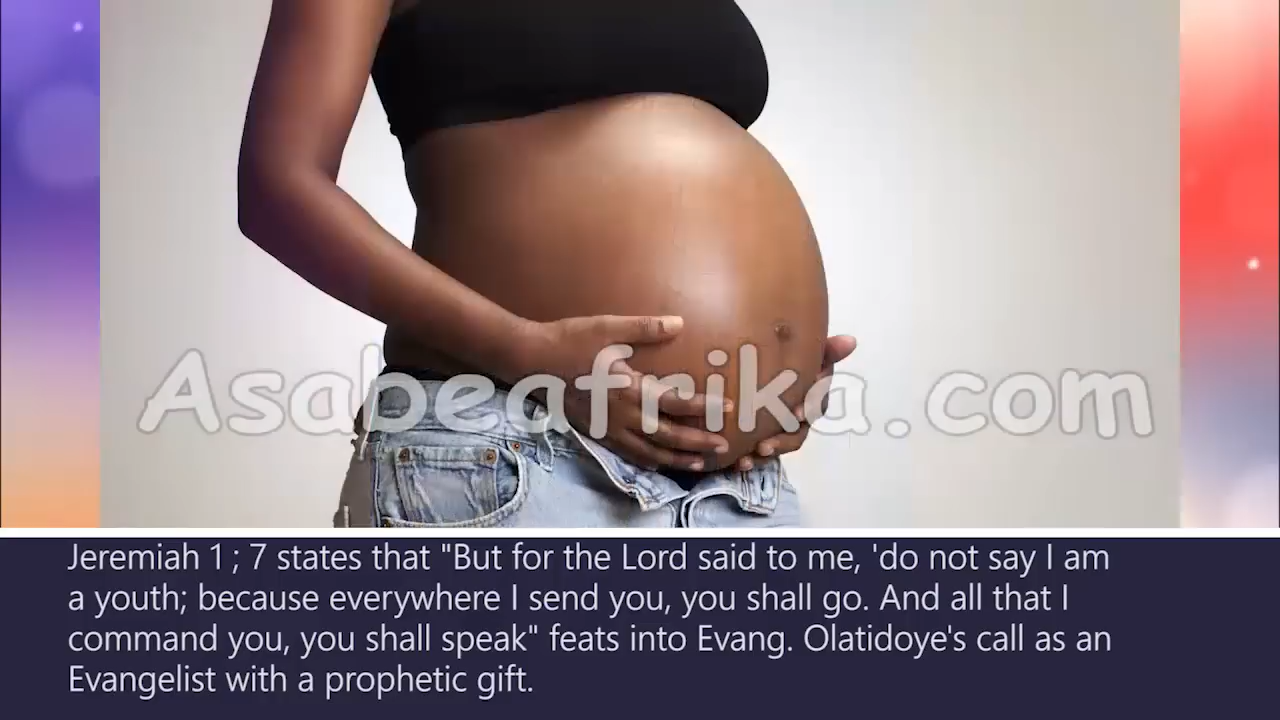 Asabeafrika.com
Jeremiah 1 ; 7 states that "But for the Lord said to me, 'do not say I am
a youth; because everywhere I send you, you shall go. And all that I
command you, you shall speak" feats into Evang. Olatidoye's call as an
Evangelist with a prophetic gift.